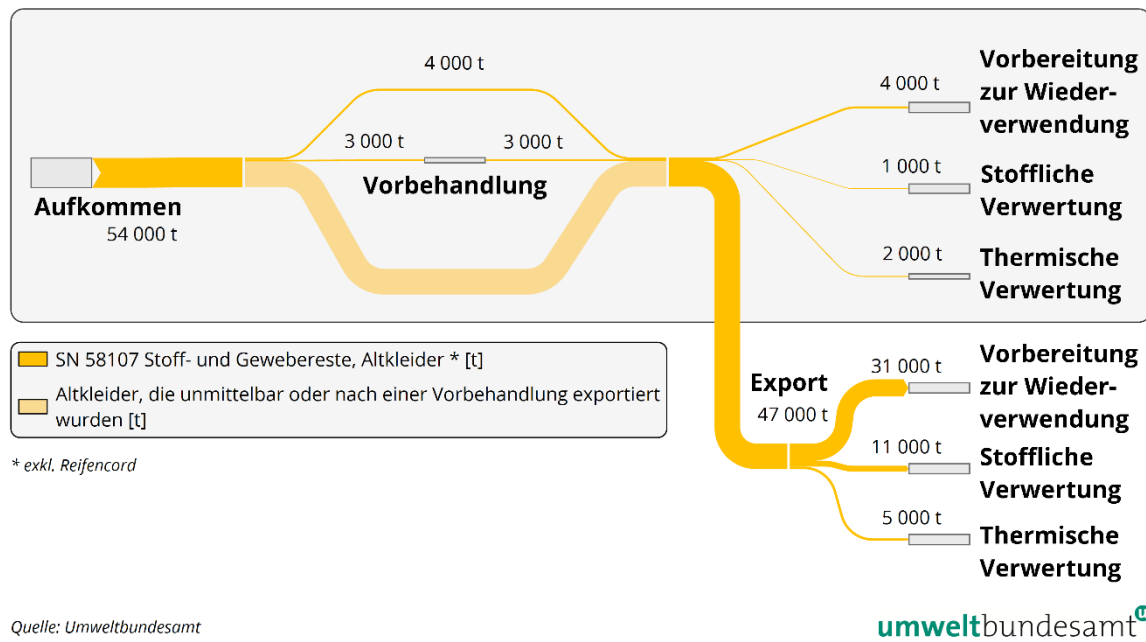 4 000 t
3 000 t
3 000 t
Vorbehandlung
Aufkommen
54 000 t
4 000 t
Vorbereitung
zur Wieder-
verwendung
1 000 t
Stoffliche
Verwertung
2 000 t
Thermische
Verwertung
SN 58107 Stoff- und Gewebereste, Altkleider * [t]
Altkleider, die unmittelbar oder nach einer Vorbehandlung exportiert
wurden [t]
* exkl. Reifencord
Export
47 000 t
31 000 t
Vorbereitung
zur Wieder-
verwendung
11 000 t
Stoffliche
Verwertung
5 000 t
Thermische
Verwertung
Quelle: Umweltbundesamt
umweltbundesamt u